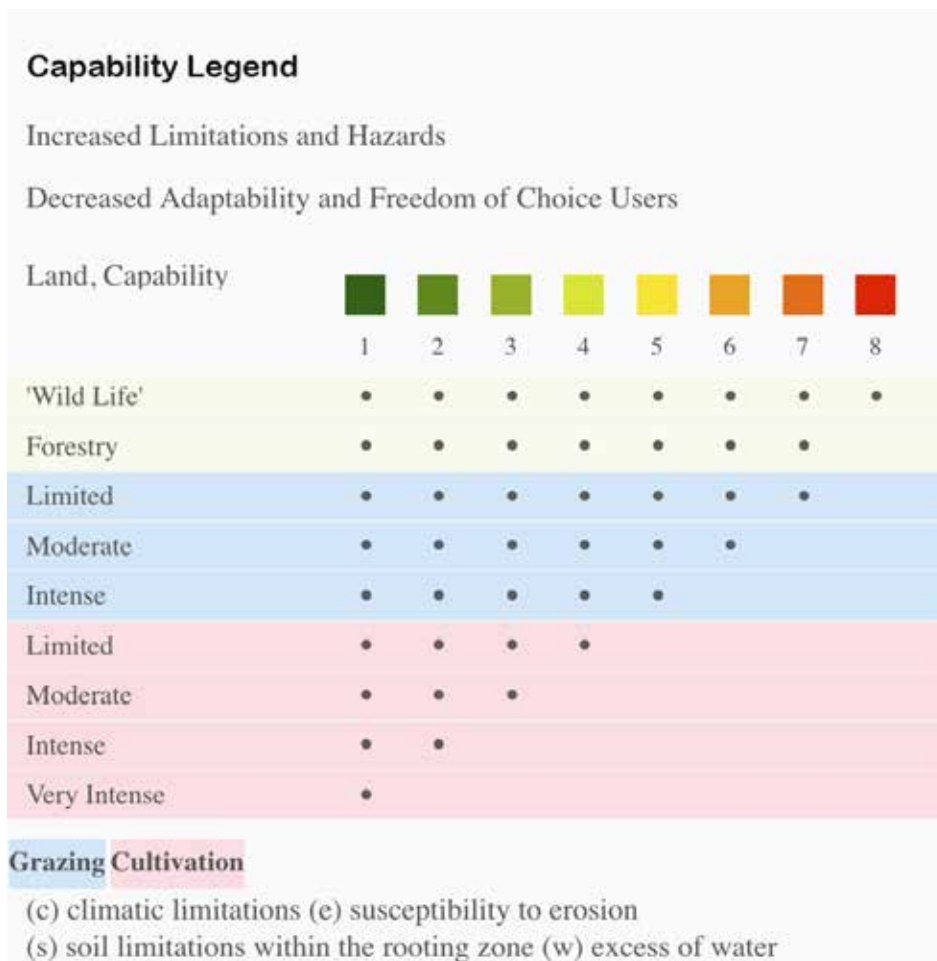 Capability Legend
Increased Limitations and Hazards
Decreased Adaptability and Freedom of Choice Users
Land, Capability
1 2 3 4 5 6 7 8
'Wild Life'
Forestry
Limited
Moderate
Intense
Limited
Moderate
Intense
Very Intense
Grazing Cultivation
(c) climatic limitations (e) susceptibility to erosion
(s) soil limitations within the rooting zone (w) excess of water